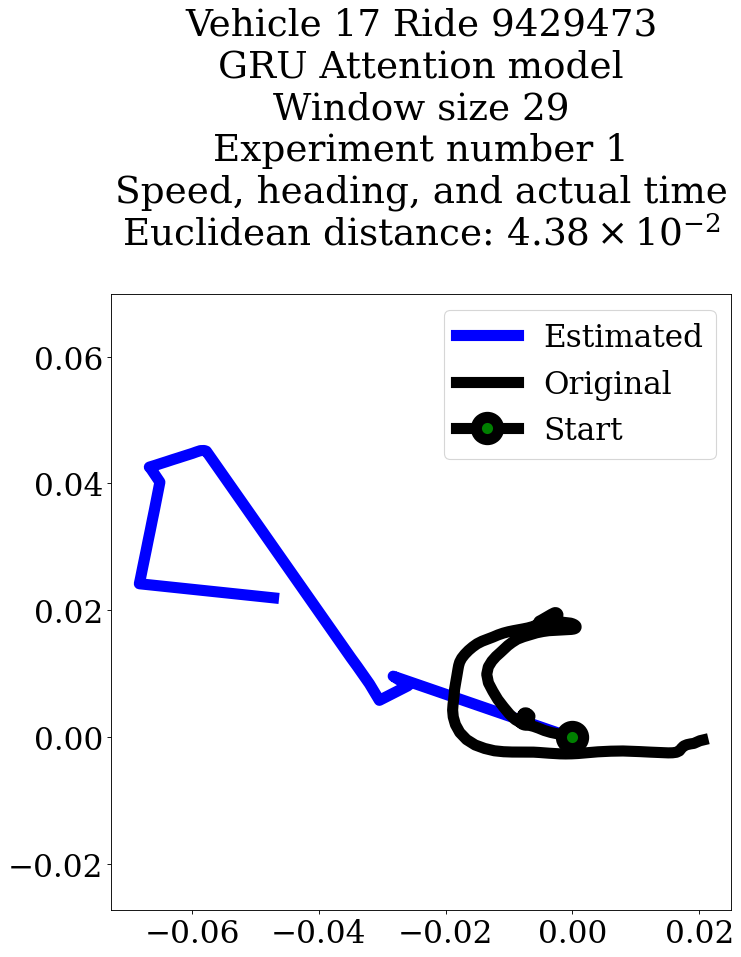 Vehicle 17 Ride 9429473
GRU Attention model
Window size 29
Experiment number 1
Speed, heading, and actual time
Euclidean distance: 4.38 × 10⁻²
Estimated
Original
Start
0.06
0.04
0.02
0.00
−0.02
−0.06
−0.04
−0.02
0.00
0.02